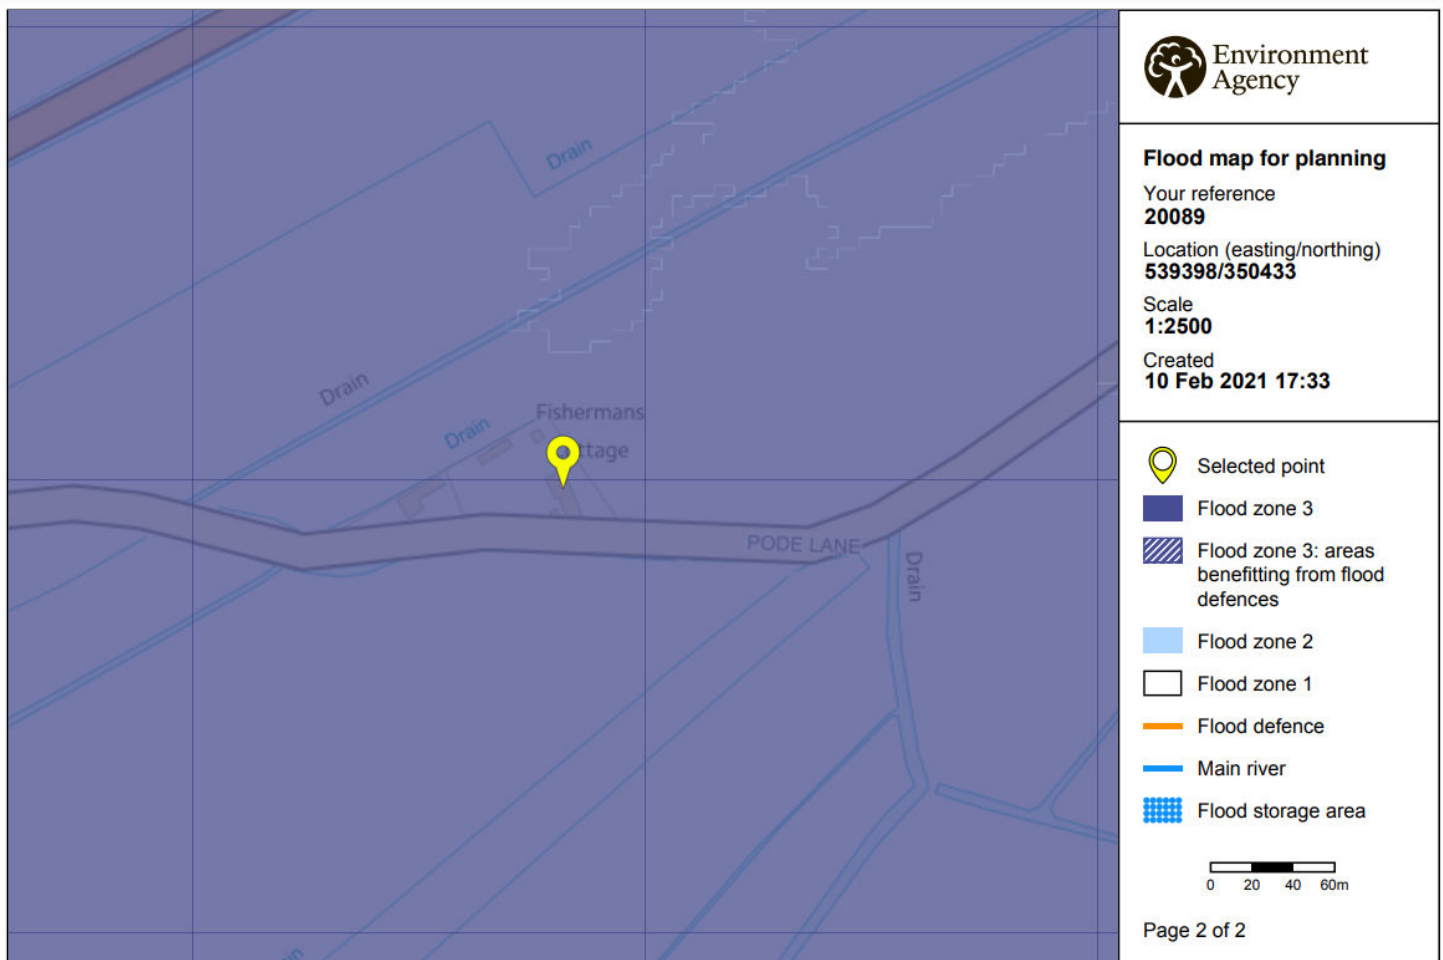 Environment
Agency
Flood map for planning
Your reference
20089
Location (easting/northing)
539398/350433
Scale
1:2500
Created
10 Feb 2021 17:33
Selected point
Flood zone 3
Flood zone 3: areas
benefitting from flood
defences
Flood zone 2
Flood zone 1
Flood defence
Main river
Flood storage area
0 20 40 60m
Page 2 of 2
Drain
Drain
Drain
Fishermans
PODE LANE
Drain